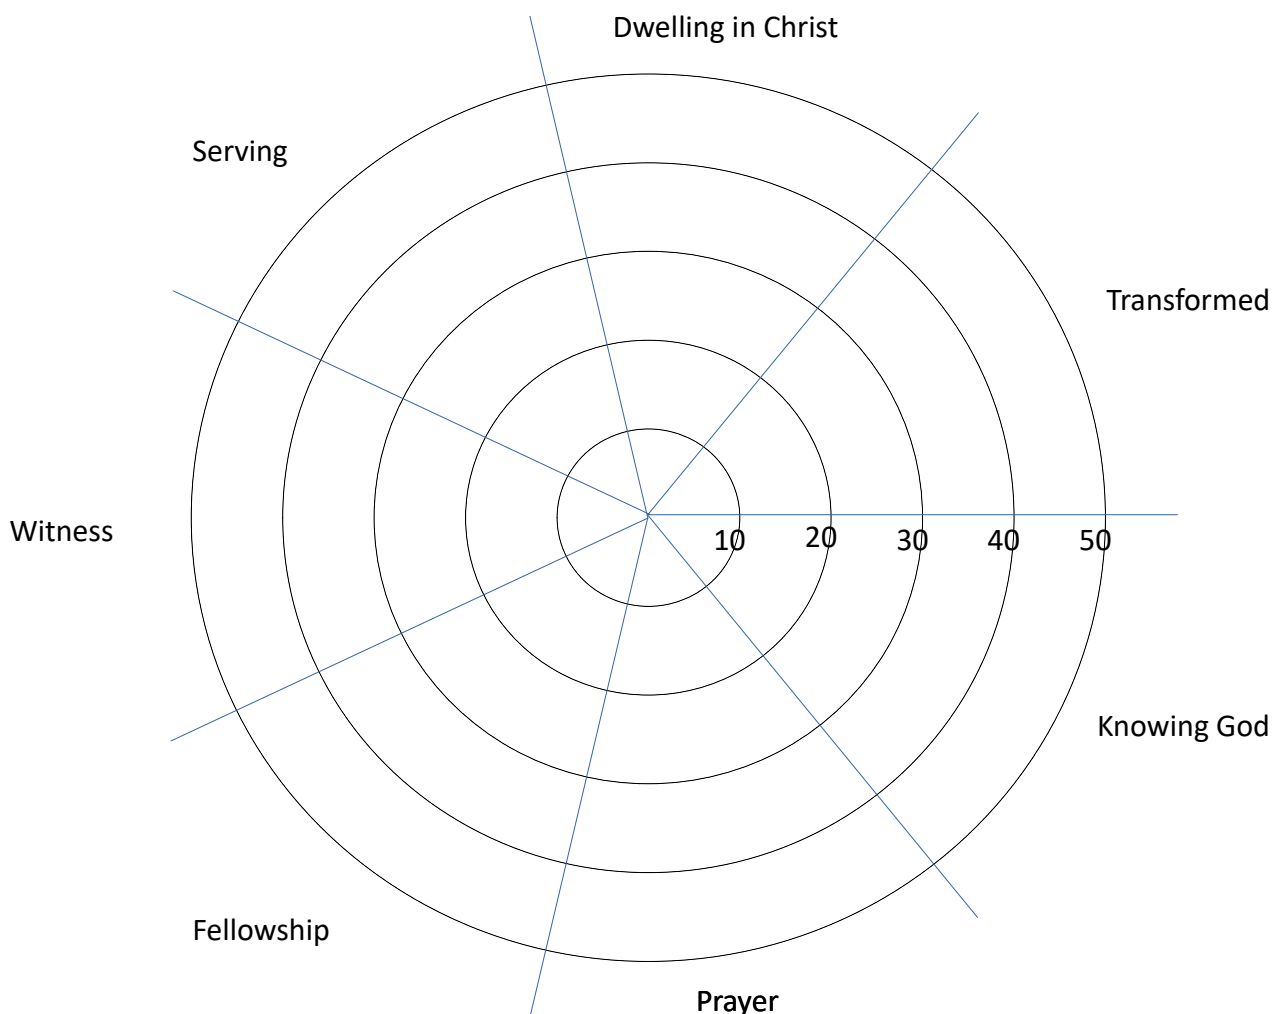 Dwelling in Christ
Serving
Transformed
Witness
10 20 30 40 50
Knowing God
Fellowship
Prayer